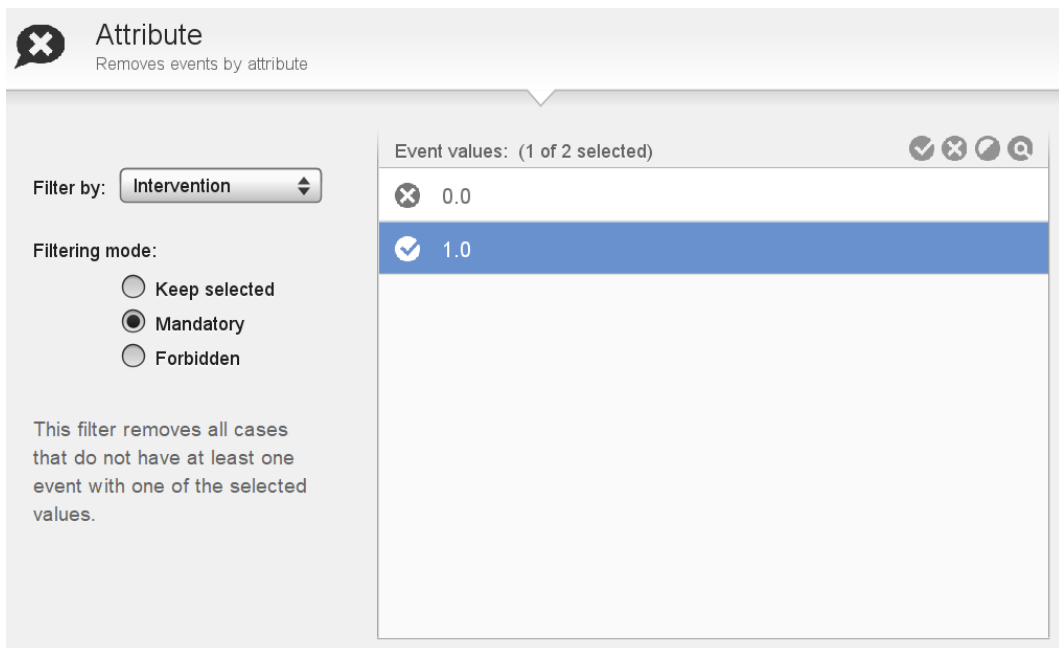 Attribute
Removes events by attribute
Filter by: Intervention
Filtering mode:
Keep selected
Mandatory
Forbidden
This filter removes all cases
that do not have at least one
event with one of the selected
values.
Event values: (1 of 2 selected)
0.0
1.0